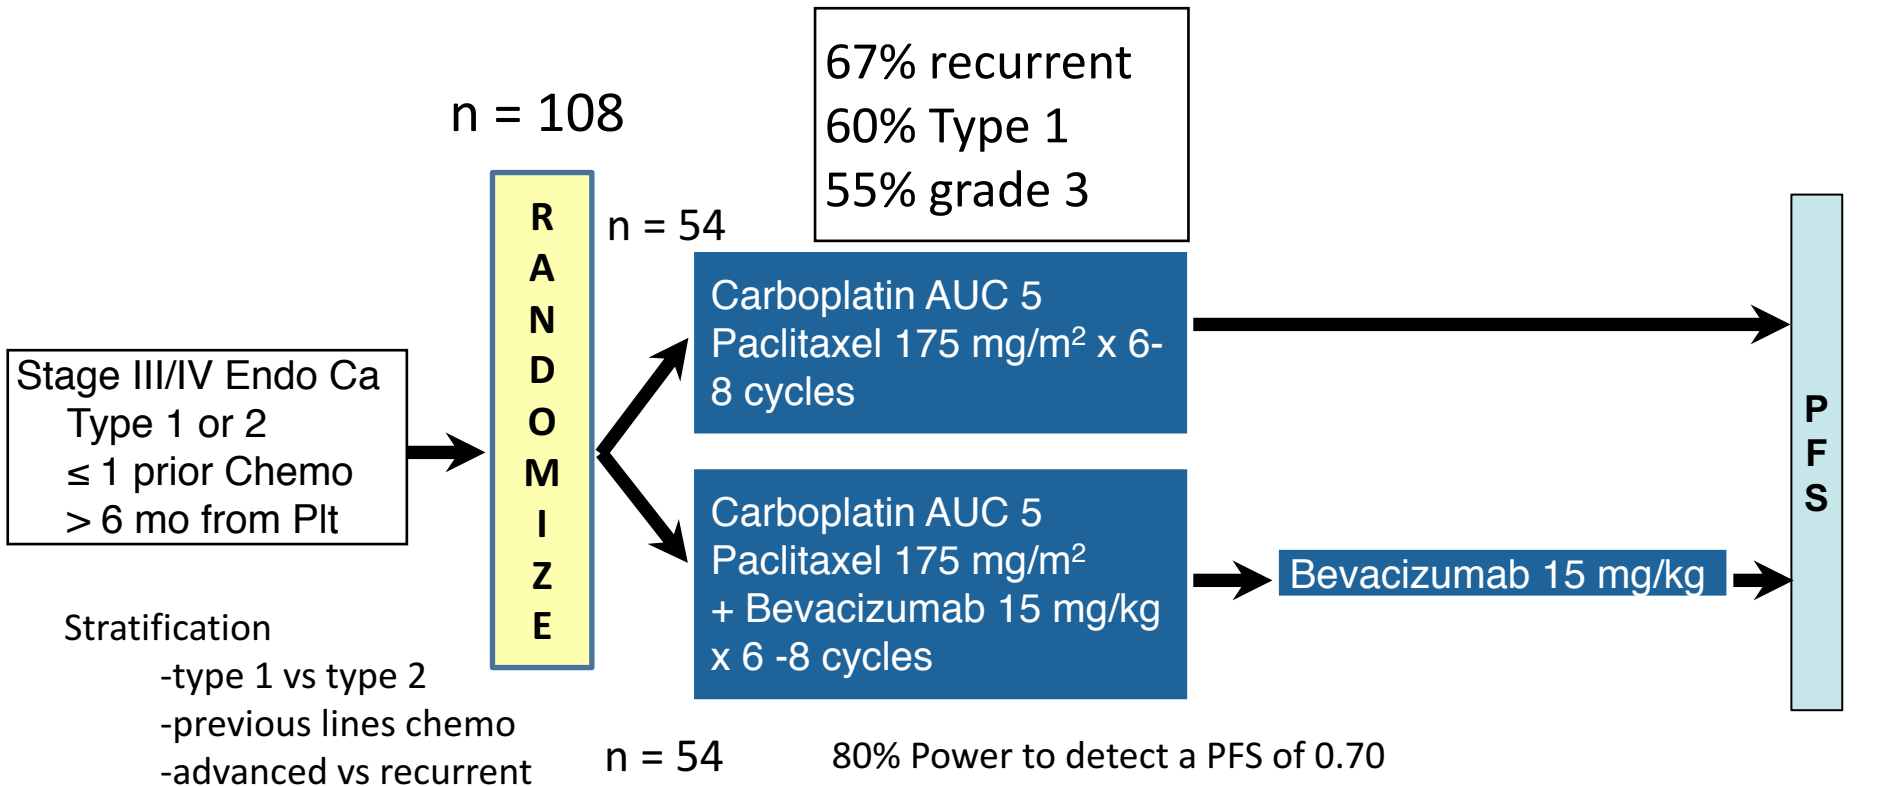 67% recurrent
60% Type 1
55% grade 3
n = 108
R
A
N
D
O
M
I
Z
E
n = 54
Carboplatin AUC 5
Paclitaxel 175 mg/m² x 6-
8 cycles
Stage III/IV Endo Ca
Type 1 or 2
≤ 1 prior Chemo
> 6 mo from Plt
Carboplatin AUC 5
Paclitaxel 175 mg/m²
+ Bevacizumab 15 mg/kg
x 6 -8 cycles
Bevacizumab 15 mg/kg
P
F
S
Stratification
-type 1 vs type 2
-previous lines chemo
-advanced vs recurrent
n = 54
80% Power to detect a PFS of 0.70